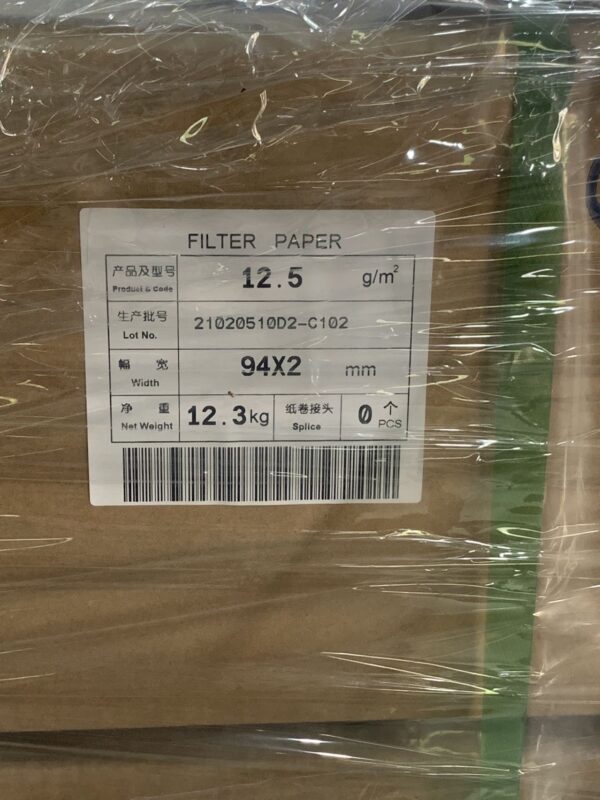 FILTER PAPER
产品及型号 12.5 g/m²
Product & Code
生产批号 21020510D2-C102
Lot No.
幅 宽 94X2 mm
Width
净 重 12.3kg 纸卷接头 0 个
Net Weight Splice PCS